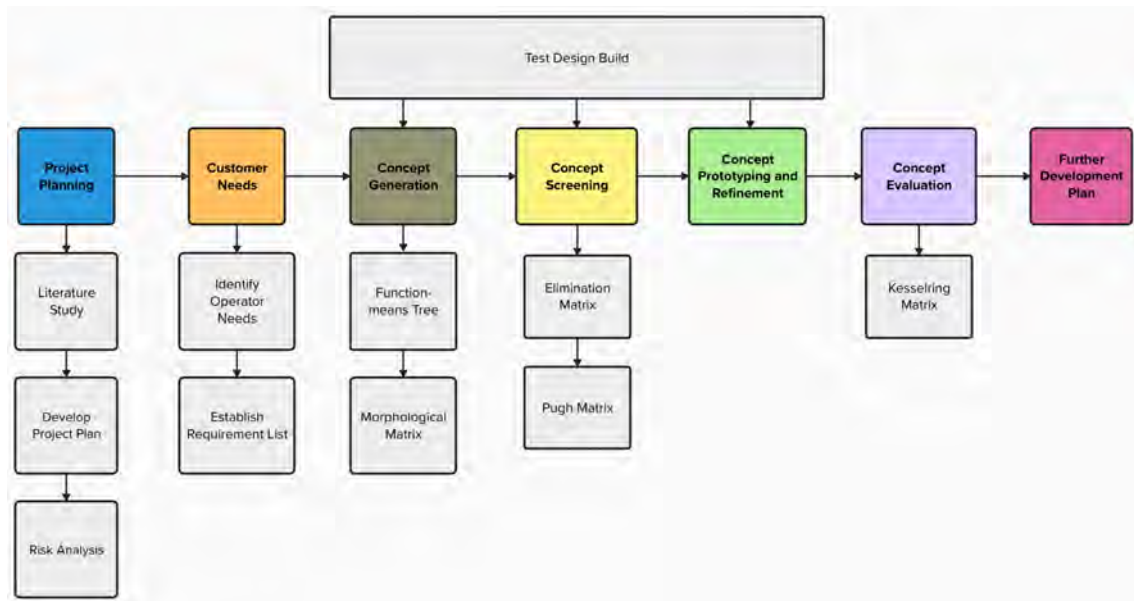 Test Design Build
Project
Planning
Customer
Needs
Concept
Generation
Concept
Screening
Concept
Prototyping and
Refinement
Concept
Evaluation
Further
Development
Plan
Literature
Study
Identify
Operator
Needs
Function-
means Tree
Elimination
Matrix
Kesselring
Matrix
Develop
Project Plan
Establish
Requirement List
Morphological
Matrix
Pugh Matrix
Risk Analysis